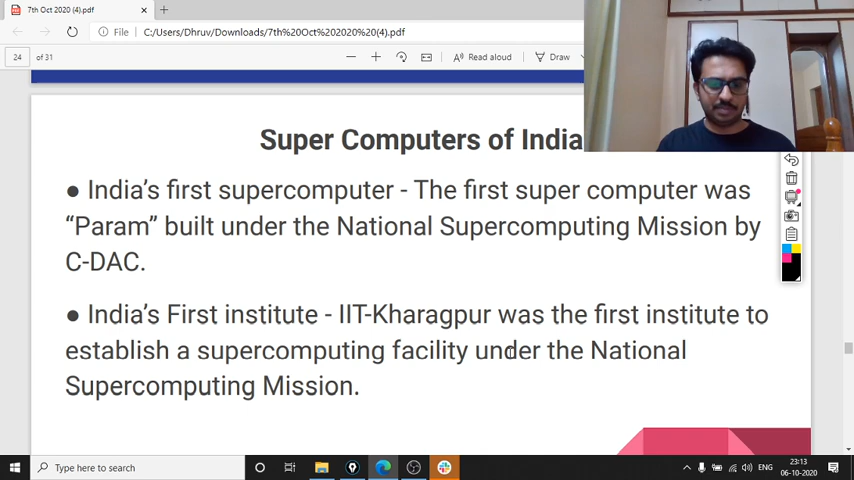 7th Oct 2020 (4).pdf
File
C:/Users/Dhruv/Downloads/7th%20Oct%202020%20(4).pdf
24 of 31
Read aloud
Draw
Super Computers of India
● India’s first supercomputer - The first super computer was
“Param” built under the National Supercomputing Mission by
C-DAC.
● India’s First institute - IIT-Kharagpur was the first institute to
establish a supercomputing facility under the National
Supercomputing Mission.
Type here to search
ENG
23:13
06-10-2020